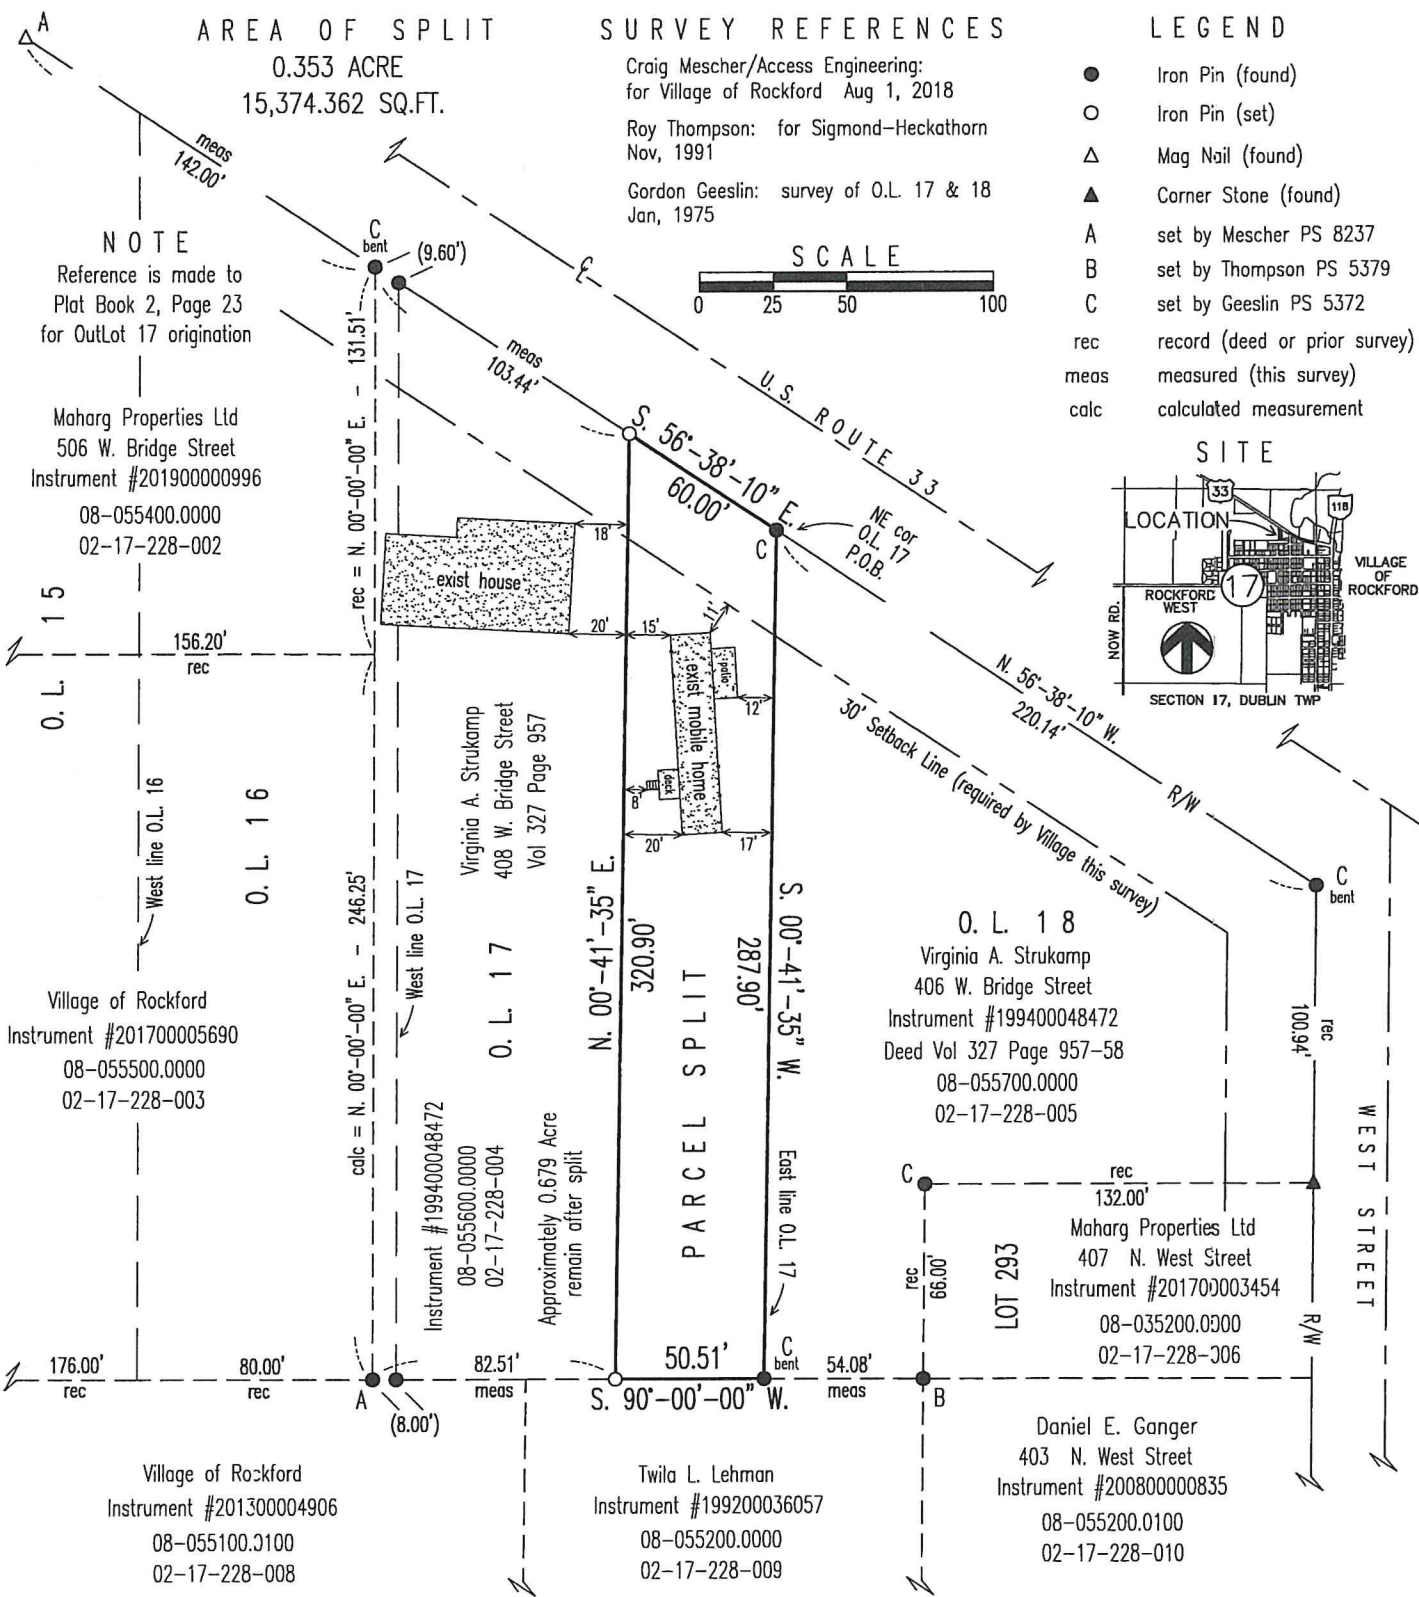 A
AREA OF SPLIT
0.353 ACRE
15,374.362 SQ.FT.
SURVEY REFERENCES
Craig Mescher/Access Engineering:
for Village of Rockford Aug 1, 2018
Roy Thompson: for Sigmond-Heckathorn
Nov, 1991
Gordon Geeslin: survey of O.L. 17 & 18
Jan, 1975
SCALE
0 25 50 100
LEGEND
Iron Pin (found)
Iron Pin (set)
Mag Nail (found)
Corner Stone (found)
A set by Mescher PS 8237
B set by Thompson PS 5379
C set by Geeslin PS 5372
rec record (deed or prior survey)
meas measured (this survey)
calc calculated measurement
SITE
33
118
LOCATION
17
VILLAGE
OF
ROCKFORD
ROCKFORD
WEST
NOW RD.
SECTION 17, DUBLIN TWP
meas
142.00'
NOTE
Reference is made to
Plat Book 2, Page 23
for OutLot 17 origination
C
bent
(9.60')
meas
103.44'
℄
U.S. ROUTE 33
S. 56°-38'-10" E.
60.00'
C
NE cor
O.L. 17
P.O.B.
rec = N. 00°-00'-00" E. - 131.51'
Maharg Properties Ltd
506 W. Bridge Street
Instrument #201900000996
08-055400.0000
02-17-228-002
O. L. 15
156.20'
rec
exist house
18'
20'
15'
11'
exist mobile home
patio
12'
deck
8'
20'
17'
N. 56°-38'-10" W.
220.14'
R/W
30' Setback Line (required by Village this survey)
C
bent
West line O.L. 16
O. L. 16
calc = N. 00°-00'-00" E. - 246.25'
West line O.L. 17
Virginia A. Strukamp
408 W. Bridge Street
Vol 327 Page 957
O. L. 17
Instrument #199400048472
08-055600.0000
02-17-228-004
Approximately 0.679 Acre
remain after split
N. 00°-41'-35" E.
320.90'
PARCEL SPLIT
287.90'
S. 00°-41'-35" W.
East line O.L. 17
O. L. 18
Virginia A. Strukamp
406 W. Bridge Street
Instrument #199400048472
Deed Vol 327 Page 957-58
08-055700.0000
02-17-228-005
rec
100.94'
WEST STREET
Village of Rockford
Instrument #201700005690
08-055500.0000
02-17-228-003
C
rec
132.00'
rec
66.00'
LOT 293
Maharg Properties Ltd
407 N. West Street
Instrument #201700003454
08-035200.0000
02-17-228-006
R/W
176.00'
rec
80.00'
rec
A
(8.00')
82.51'
meas
50.51'
S. 90°-00'-00" W.
C
bent
54.08'
meas
B
Village of Rockford
Instrument #201300004906
08-055100.0100
02-17-228-008
Twila L. Lehman
Instrument #199200036057
08-055200.0000
02-17-228-009
Daniel E. Ganger
403 N. West Street
Instrument #200800000835
08-055200.0100
02-17-228-010